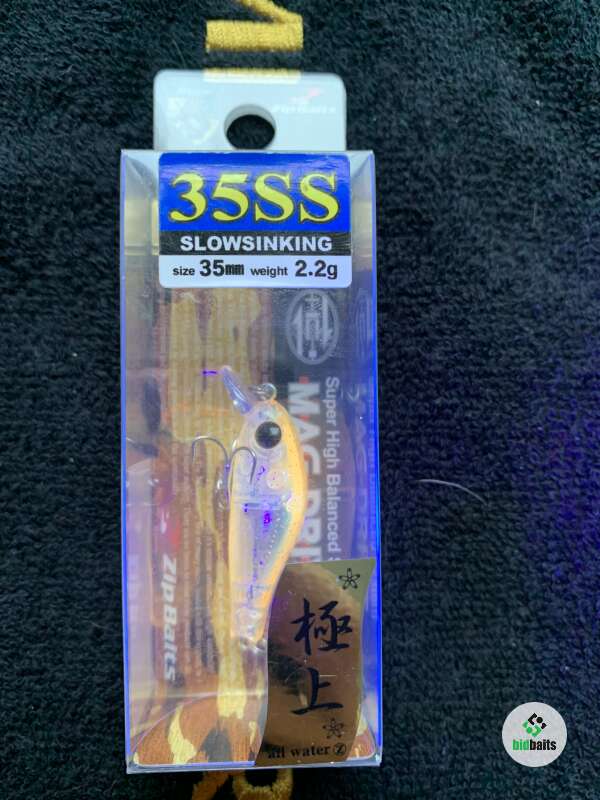 ZipBaits
35SS
SLOWSINKING
size 35mm weight 2.2g
Super High Balanced S
MAG DRI
ZipBaits
極上
all water Z
bidbaits